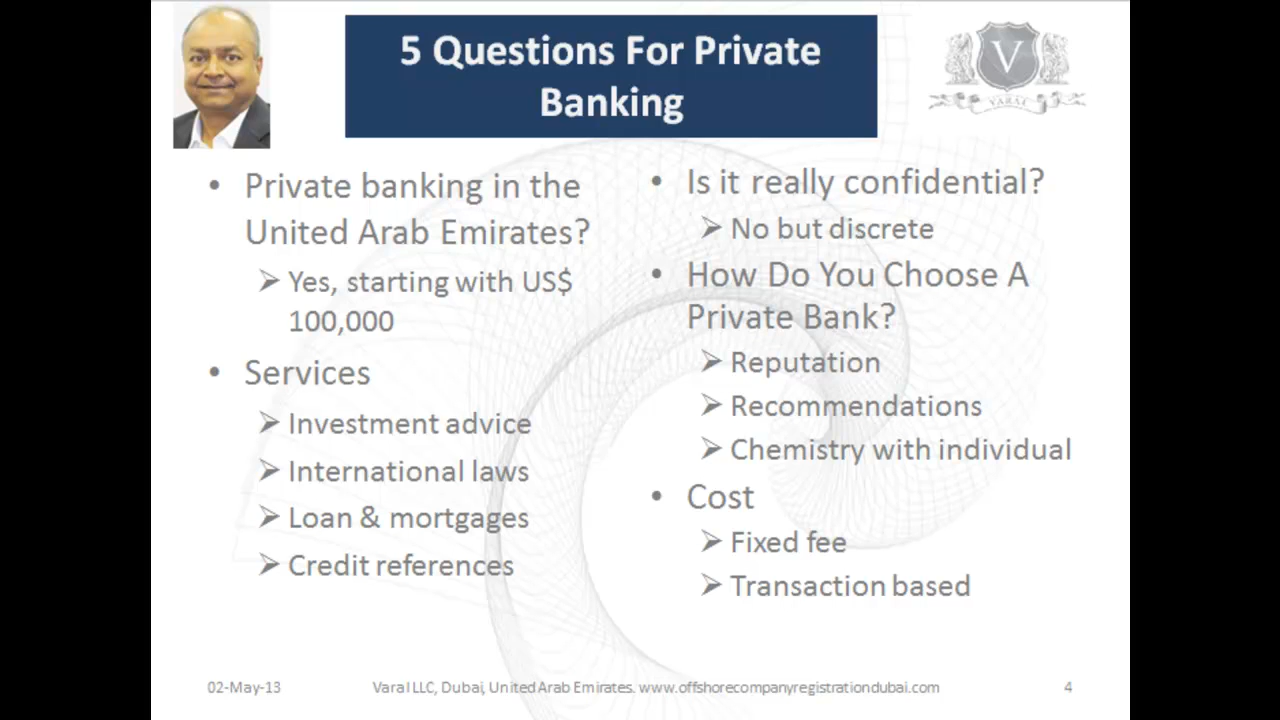 5 Questions For Private
Banking
V
VARAL
• Private banking in the
United Arab Emirates?
➢ Yes, starting with US$
100,000
• Services
➢ Investment advice
➢ International laws
➢ Loan & mortgages
➢ Credit references
• Is it really confidential?
➢ No but discrete
• How Do You Choose A
Private Bank?
➢ Reputation
➢ Recommendations
➢ Chemistry with individual
• Cost
➢ Fixed fee
➢ Transaction based
02-May-13
Varal LLC, Dubai, United Arab Emirates. www.offshorecompanyregistrationdubai.com
4